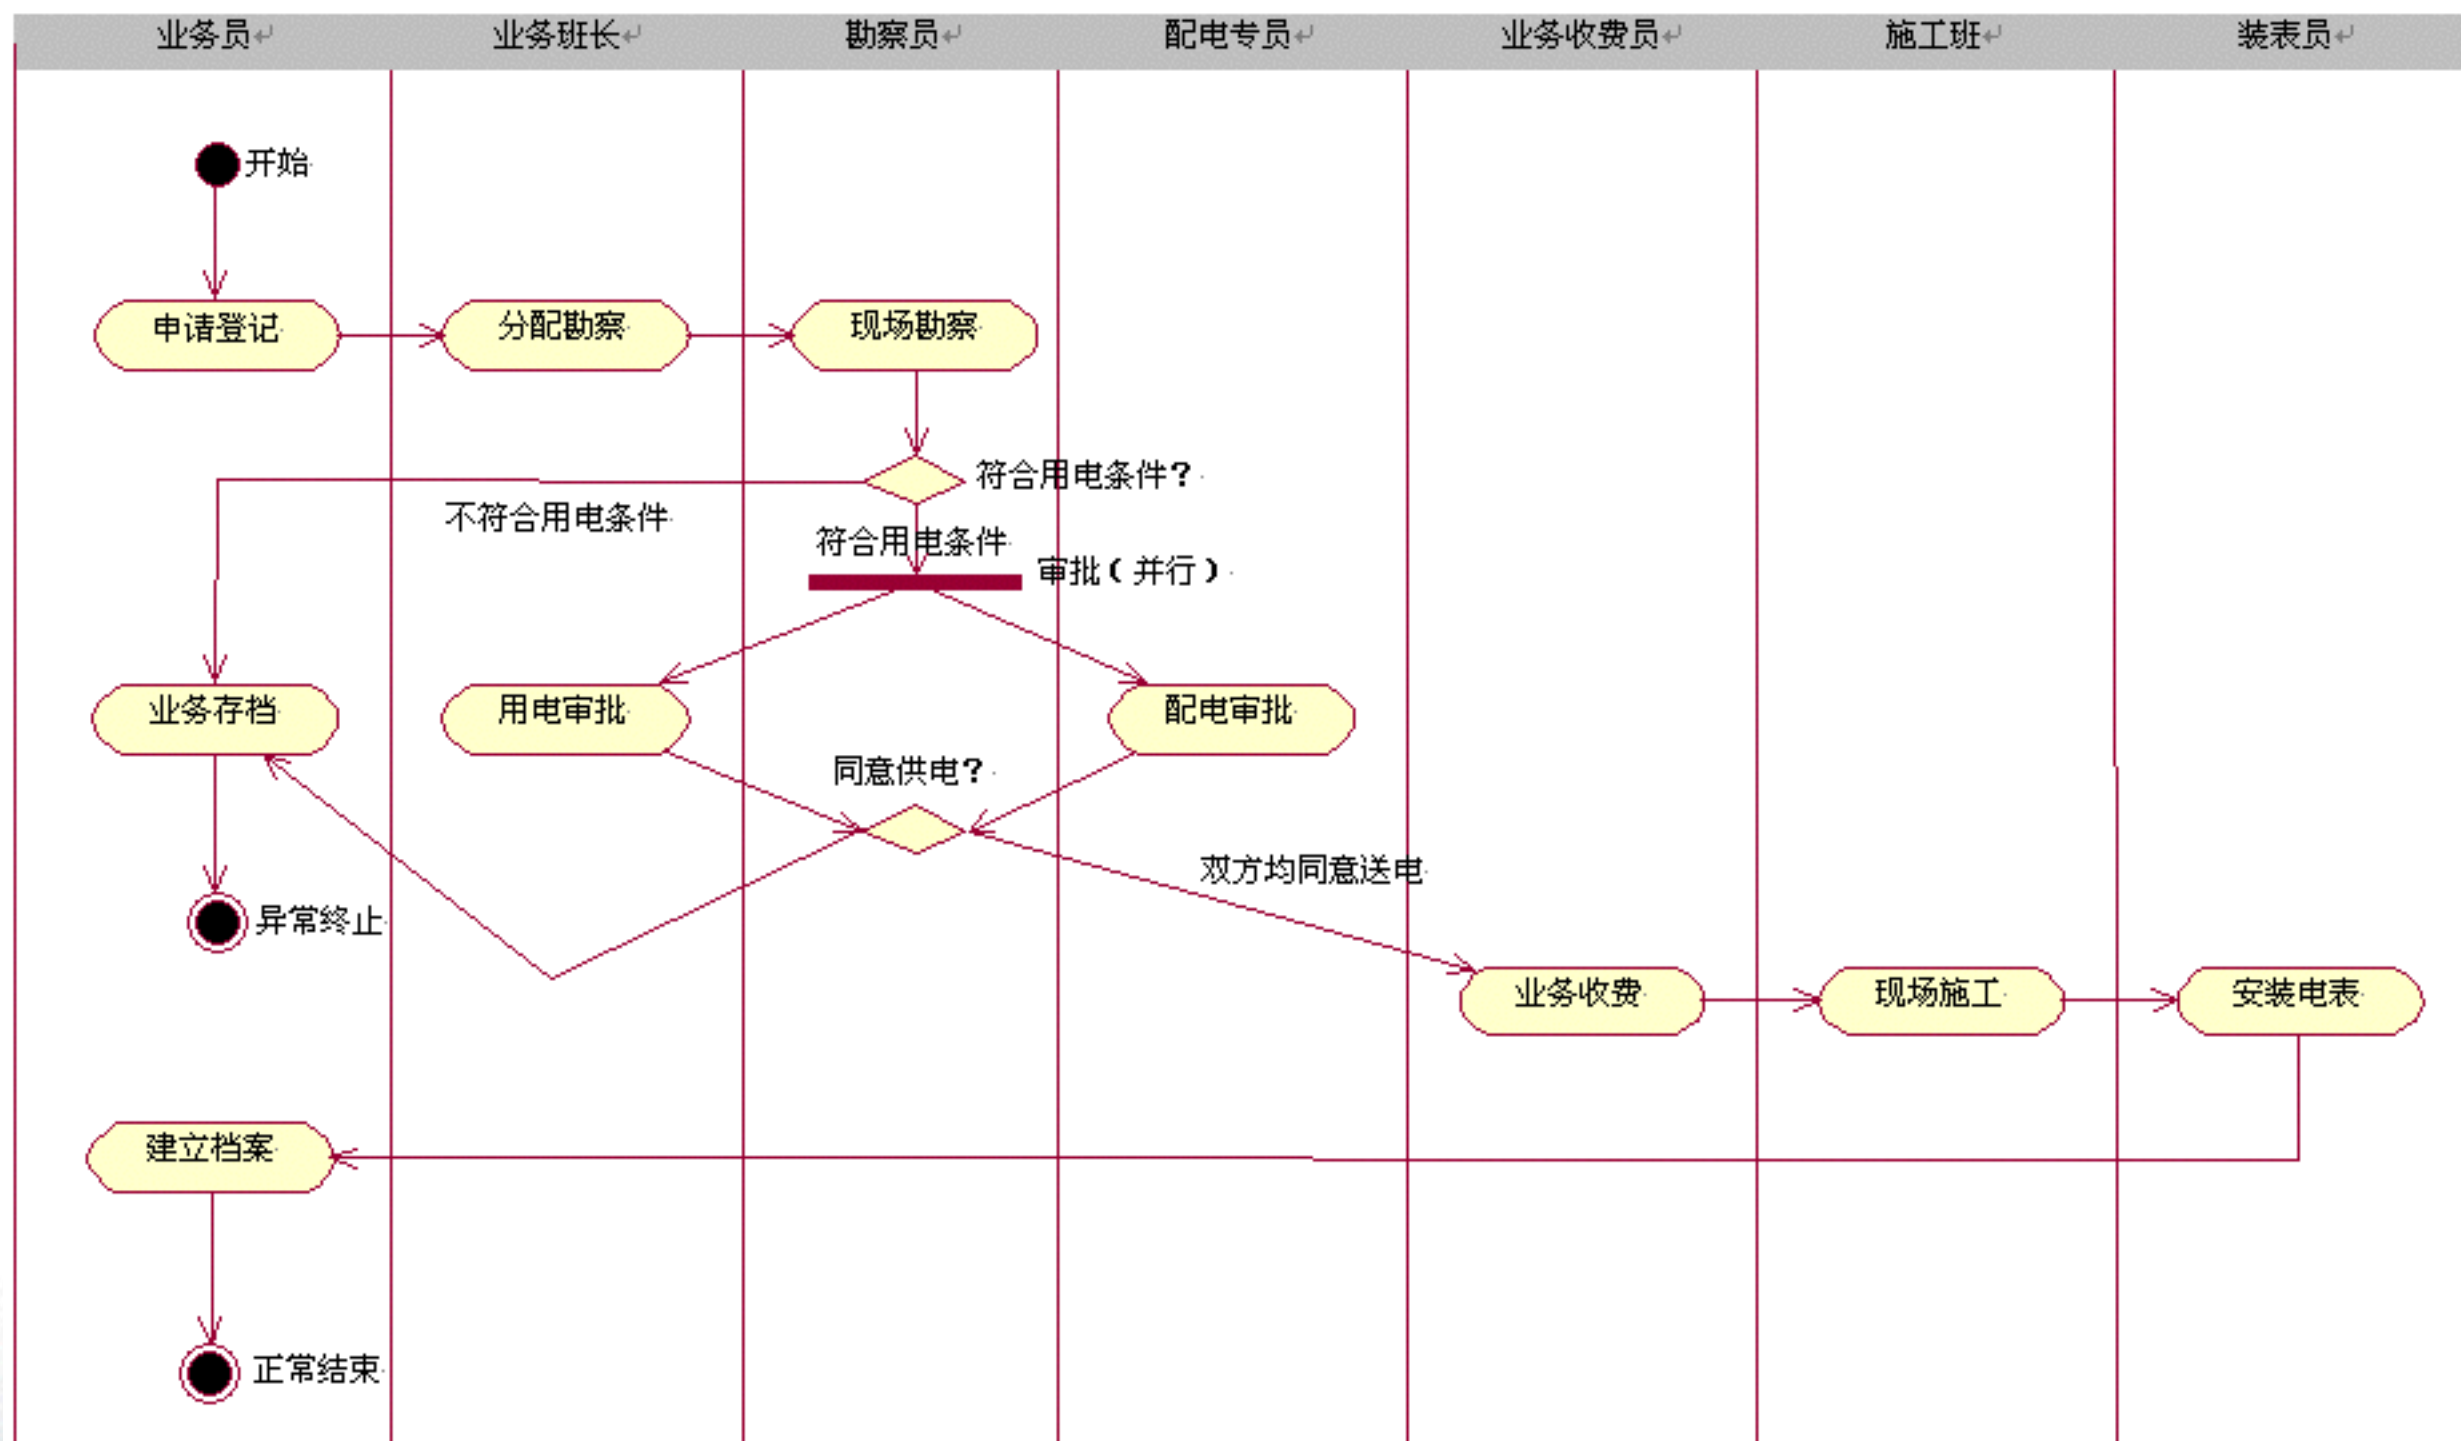 业务员
业务班长
勘察员
配电专员
业务收费员
施工班
装表员
开始
申请登记
分配勘察
现场勘察
符合用电条件？
不符合用电条件
符合用电条件
审批（并行）
业务存档
用电审批
配电审批
同意供电？
双方均同意送电
异常终止
业务收费
现场施工
安装电表
建立档案
正常结束